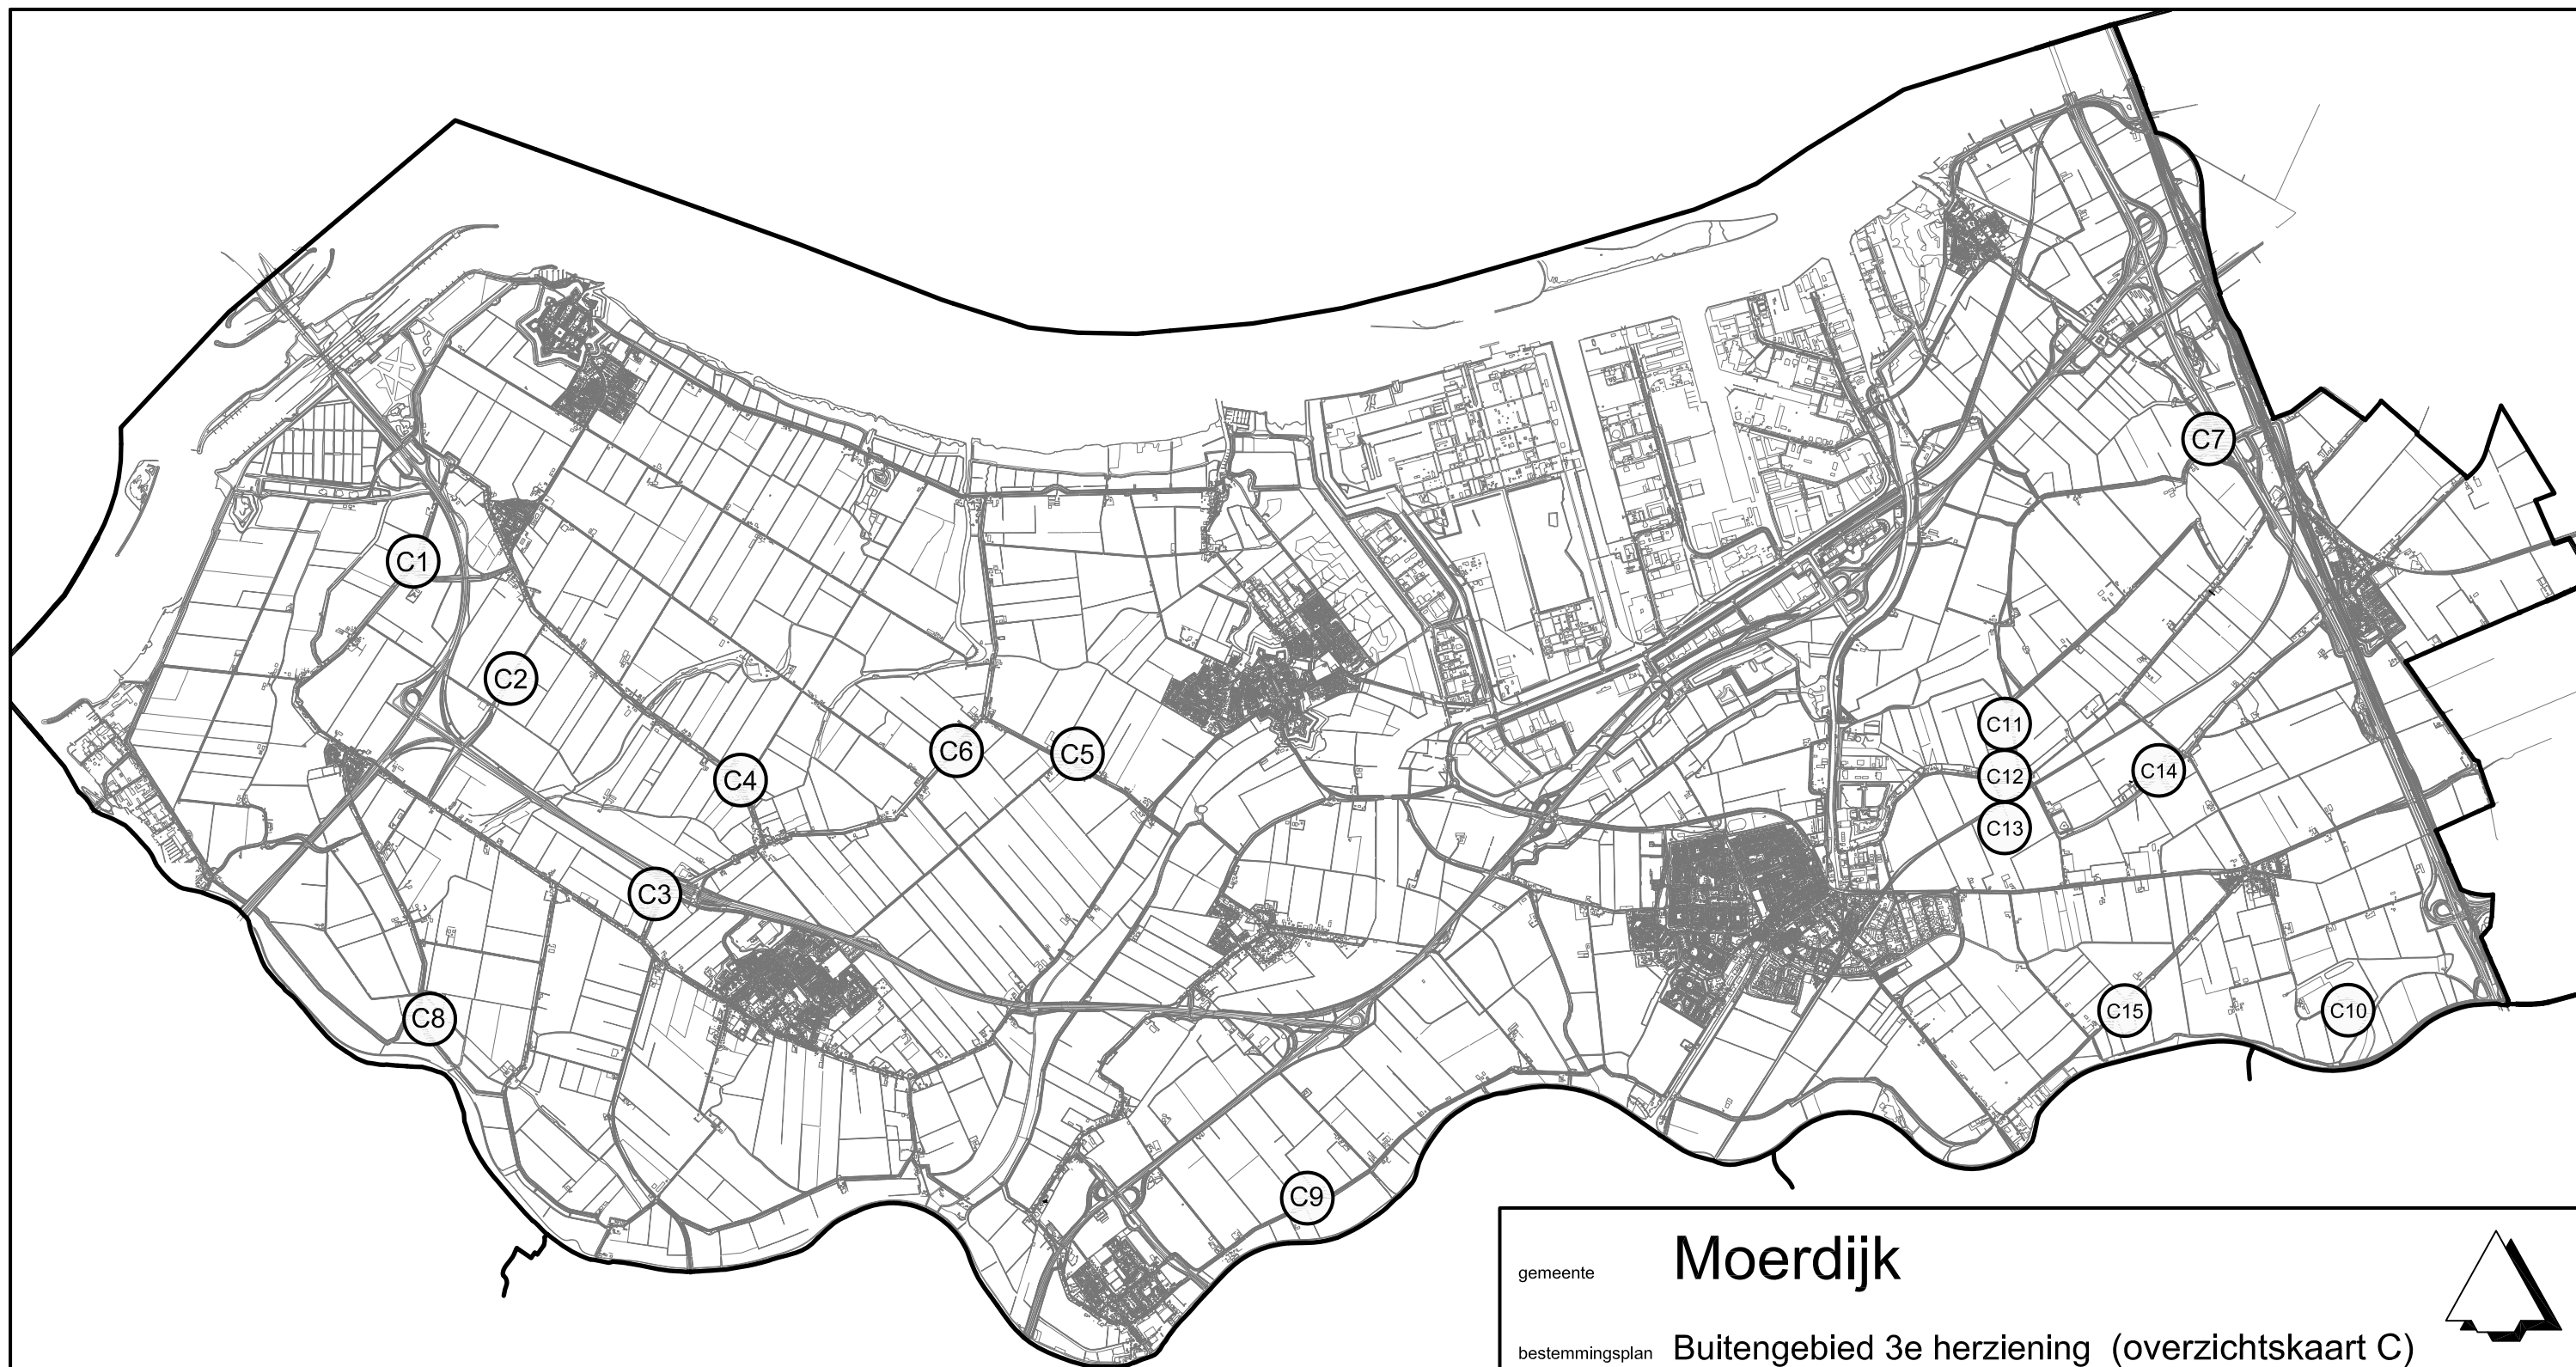 C7
C1
C2
C11
C6
C5
C14
C12
C4
C13
C3
C15
C10
C8
C9
gemeente Moerdijk
bestemmingsplan Buitengebied 3e herziening (overzichtskaart C)